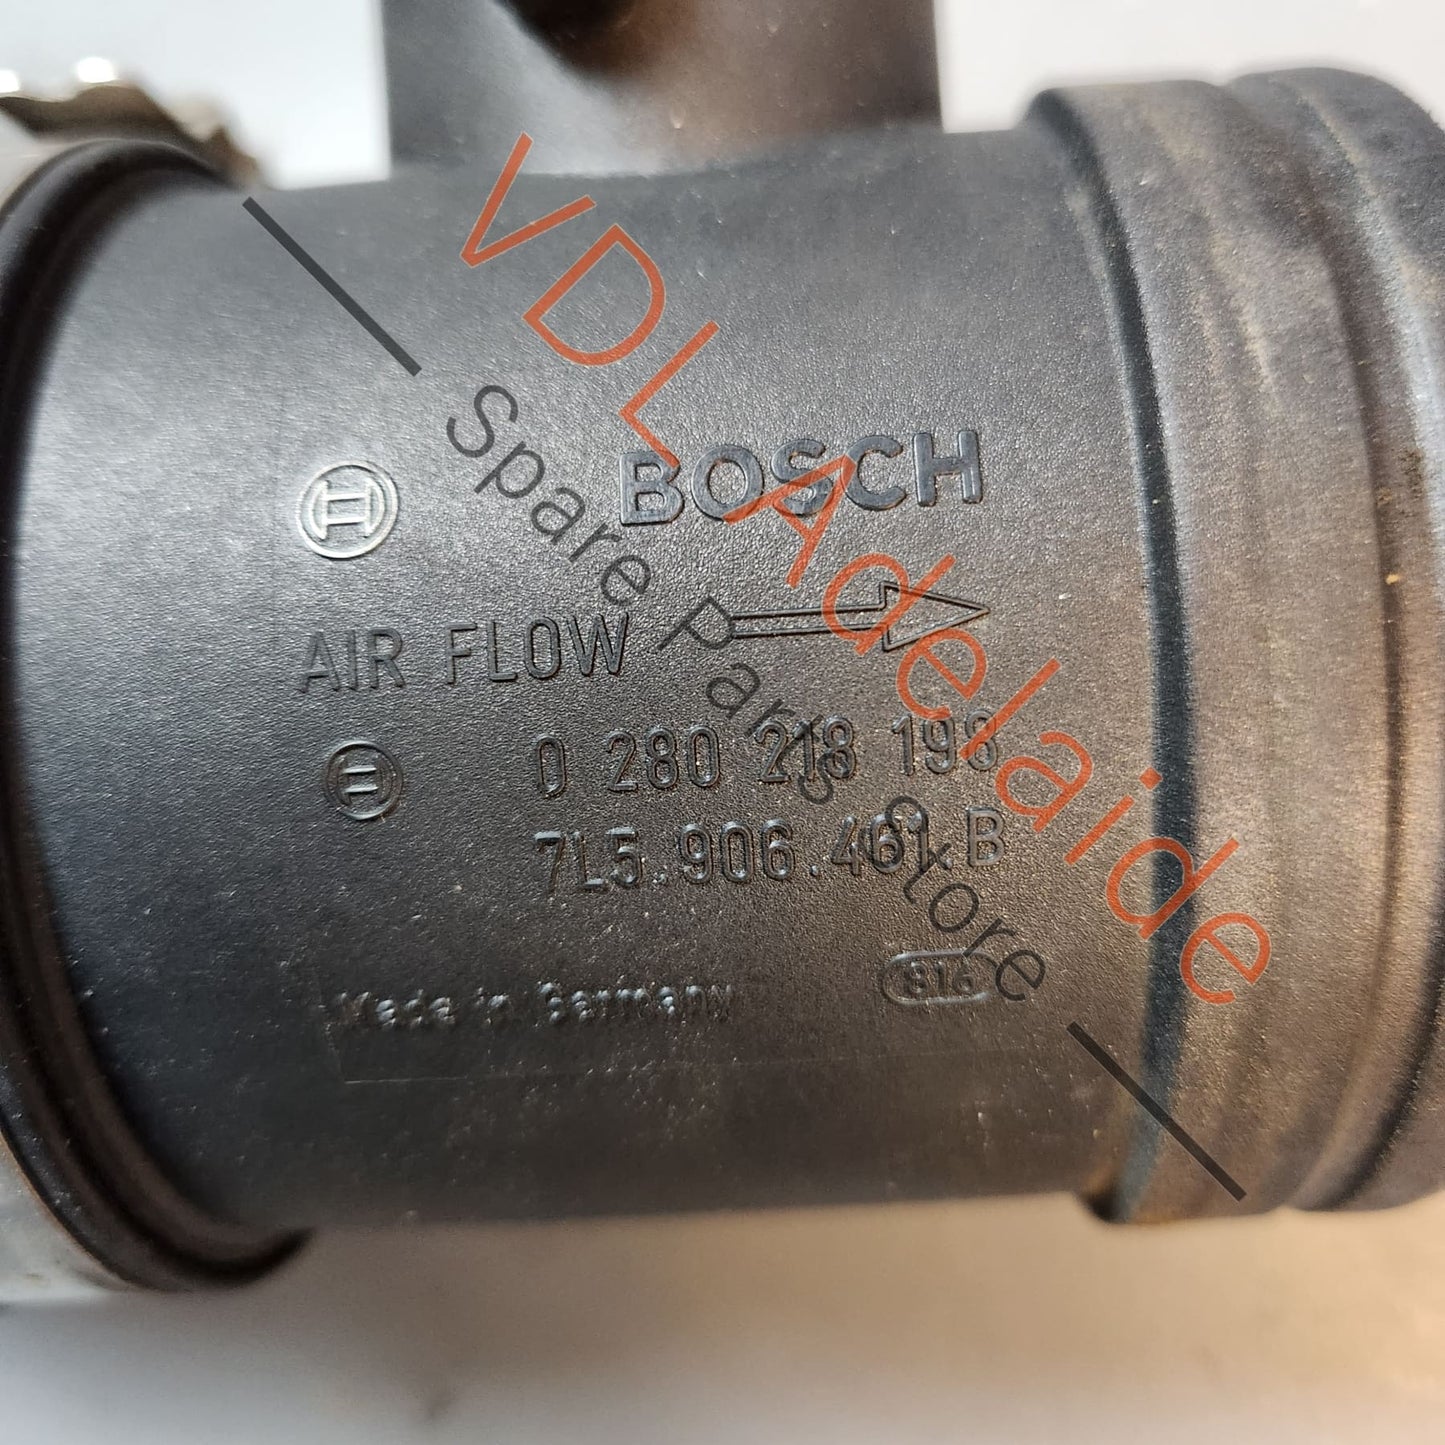 BOSCH
AIR FLOW
0 280 218 198
7L5.906.461 B
Made in Germany
816
VDL Adelaide
Spare Parts Store